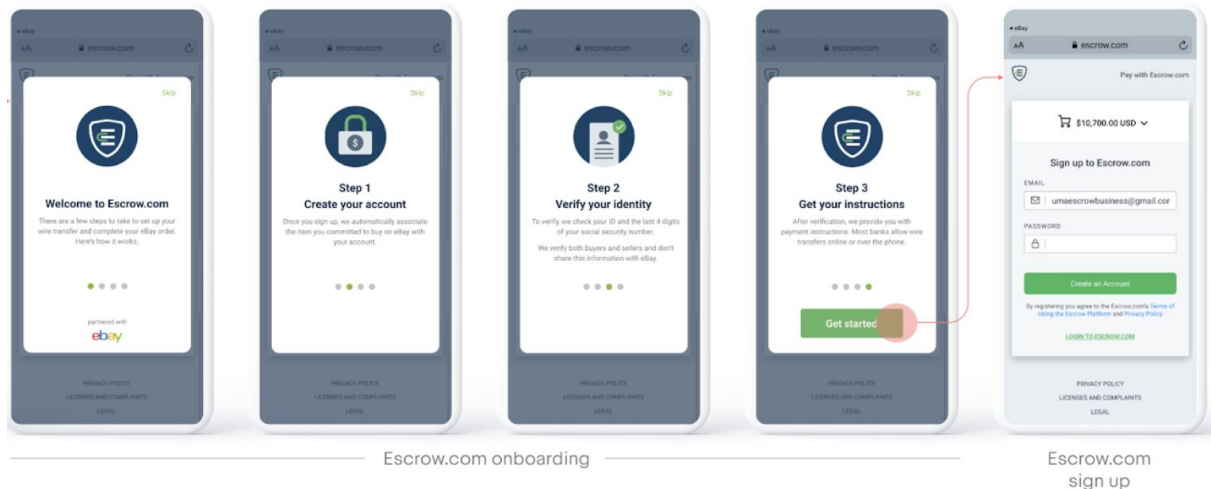 ◂ eBay
AA escrow.com
Skip
Welcome to Escrow.com
There are a few steps to take to set up your
wire transfer and complete your eBay order.
Here's how it works.
partnered with
ebay
PRIVACY POLICY
LICENSES AND COMPLAINTS
LEGAL
◂ eBay
AA escrow.com
Skip
$
Step 1
Create your account
Once you sign up, we automatically associate
the item you committed to buy on eBay with
your account.
PRIVACY POLICY
LICENSES AND COMPLAINTS
LEGAL
◂ eBay
AA escrow.com
Skip
Step 2
Verify your identity
To verify, we check your ID and the last 4 digits
of your social security number.
We verify both buyers and sellers and don't
share this information with eBay.
PRIVACY POLICY
LICENSES AND COMPLAINTS
LEGAL
◂ eBay
AA escrow.com
Skip
Step 3
Get your instructions
After verification, we provide you with
payment instructions. Most banks allow wire
transfers online or over the phone.
Get started
PRIVACY POLICY
LICENSES AND COMPLAINTS
LEGAL
◂ eBay
AA escrow.com
Pay with Escrow.com
$10,700.00 USD
Sign up to Escrow.com
EMAIL
umaescrowbusiness@gmail.cor
PASSWORD
Create an Account
By registering you agree to the Escrow.com's Terms of
Using the Escrow Platform and Privacy Policy
LOGIN TO ESCROW.COM
PRIVACY POLICY
LICENSES AND COMPLAINTS
LEGAL
Escrow.com onboarding
Escrow.com
sign up